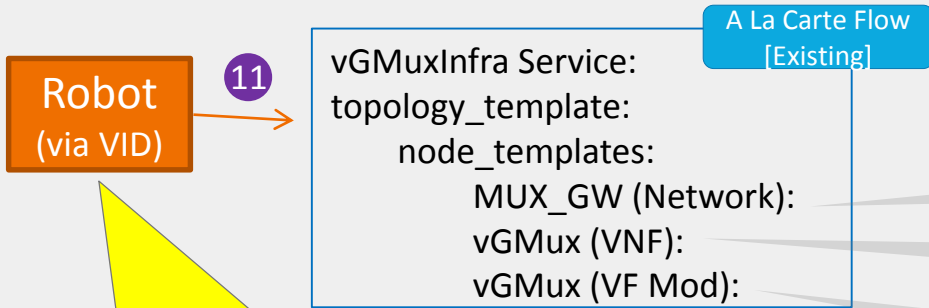 A La Carte Flow
[Existing]
Robot
(via VID)
11
vGMuxInfra Service:
topology_template:
node_templates:
MUX_GW (Network):
vGMux (VNF):
vGMux (VF Mod):